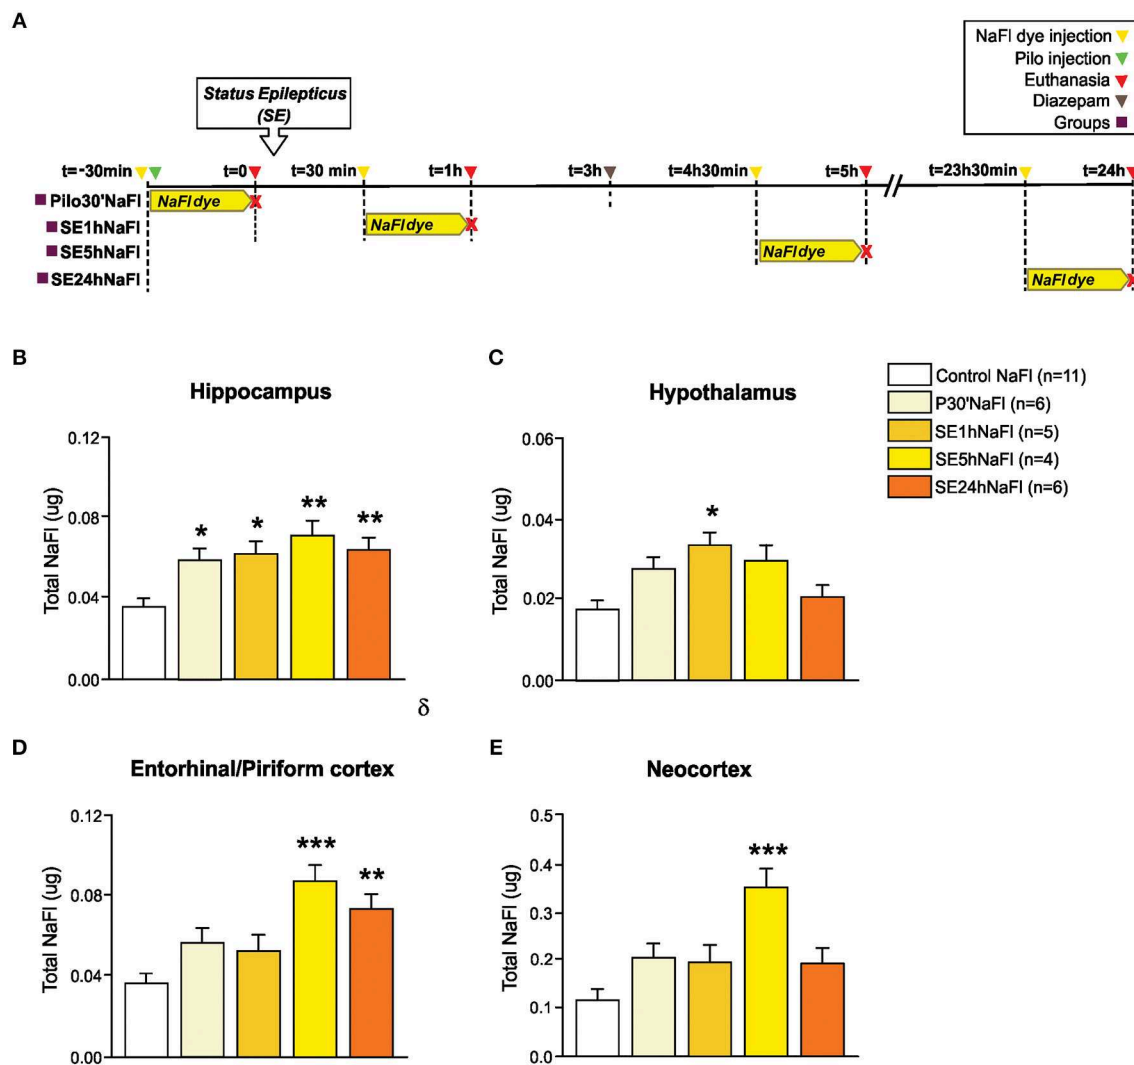 A
NaFl dye injection
Pilo injection
Euthanasia
Diazepam
Groups
Status Epilepticus
(SE)
t=-30min
t=0
t=30 min
t=1h
t=3h
t=4h30min
t=5h
t=23h30min
t=24h
Pilo30'NaFl
NaFl dye
SE1hNaFl
NaFl dye
SE5hNaFl
NaFl dye
SE24hNaFl
NaFl dye
B
Hippocampus
Total NaFl (ug)
0.12
0.08
0.04
0.00
*
*
**
**
δ
C
Hypothalamus
Total NaFl (ug)
0.06
0.04
0.02
0.00
*
Control NaFl (n=11)
P30'NaFl (n=6)
SE1hNaFl (n=5)
SE5hNaFl (n=4)
SE24hNaFl (n=6)
D
Entorhinal/Piriform cortex
Total NaFl (ug)
0.12
0.08
0.04
0.00
***
**
E
Neocortex
Total NaFl (ug)
0.5
0.4
0.3
0.2
0.1
0.0
***